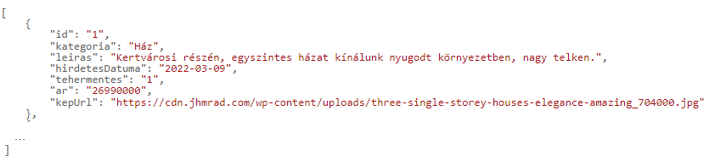 [
{
"id": "1",
"kategoria": "Ház",
"leiras": "Kertvárosi részén, egyszintes házat kínálunk nyugodt környezetben, nagy telken.",
"hirdetesDatuma": "2022-03-09",
"tehermentes": "1",
"ar": "26990000",
"kepUrl": "https://cdn.jhmrad.com/wp-content/uploads/three-single-storey-houses-elegance-amazing_704000.jpg"
},
...
]